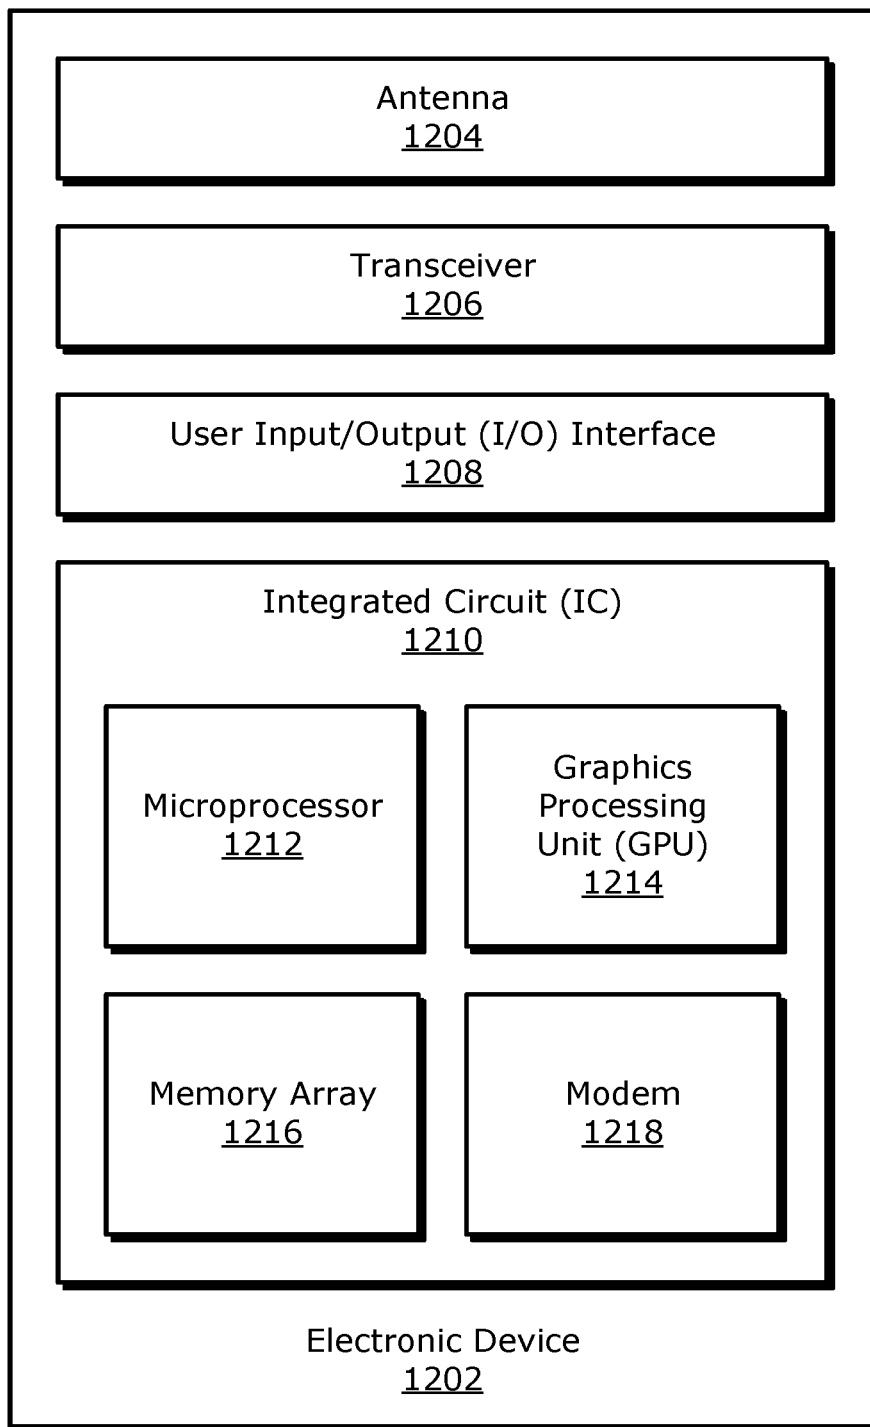 Antenna
1204
Transceiver
1206
User Input/Output (I/O) Interface
1208
Integrated Circuit (IC)
1210
Microprocessor
1212
Graphics
Processing
Unit (GPU)
1214
Memory Array
1216
Modem
1218
Electronic Device
1202